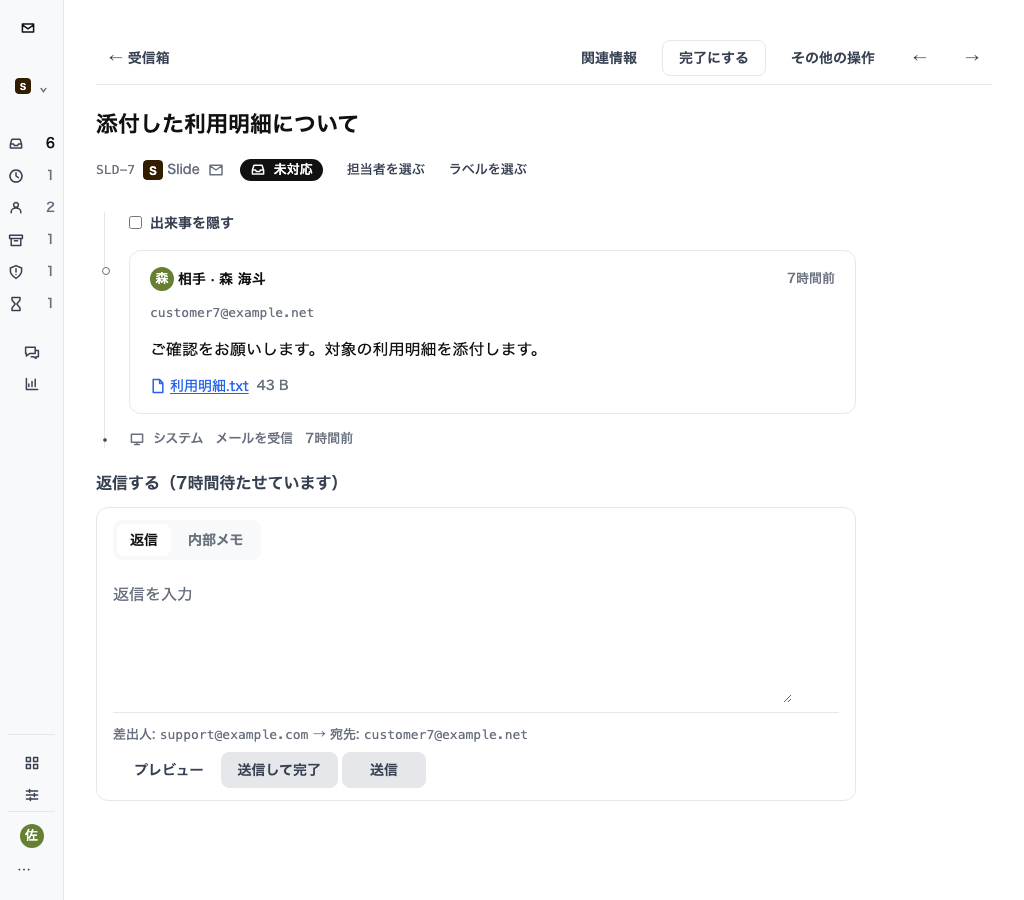 S
6
1
2
1
1
1
佐
…
← 受信箱
関連情報 完了にする その他の操作 ← →
添付した利用明細について
SLD-7 S Slide 未対応 担当者を選ぶ ラベルを選ぶ
出来事を隠す
森 相手 · 森 海斗 7時間前
customer7@example.net
ご確認をお願いします。対象の利用明細を添付します。
利用明細.txt 43 B
システム メールを受信 7時間前
返信する（7時間待たせています）
返信 内部メモ
返信を入力
差出人: support@example.com → 宛先: customer7@example.net
プレビュー 送信して完了 送信